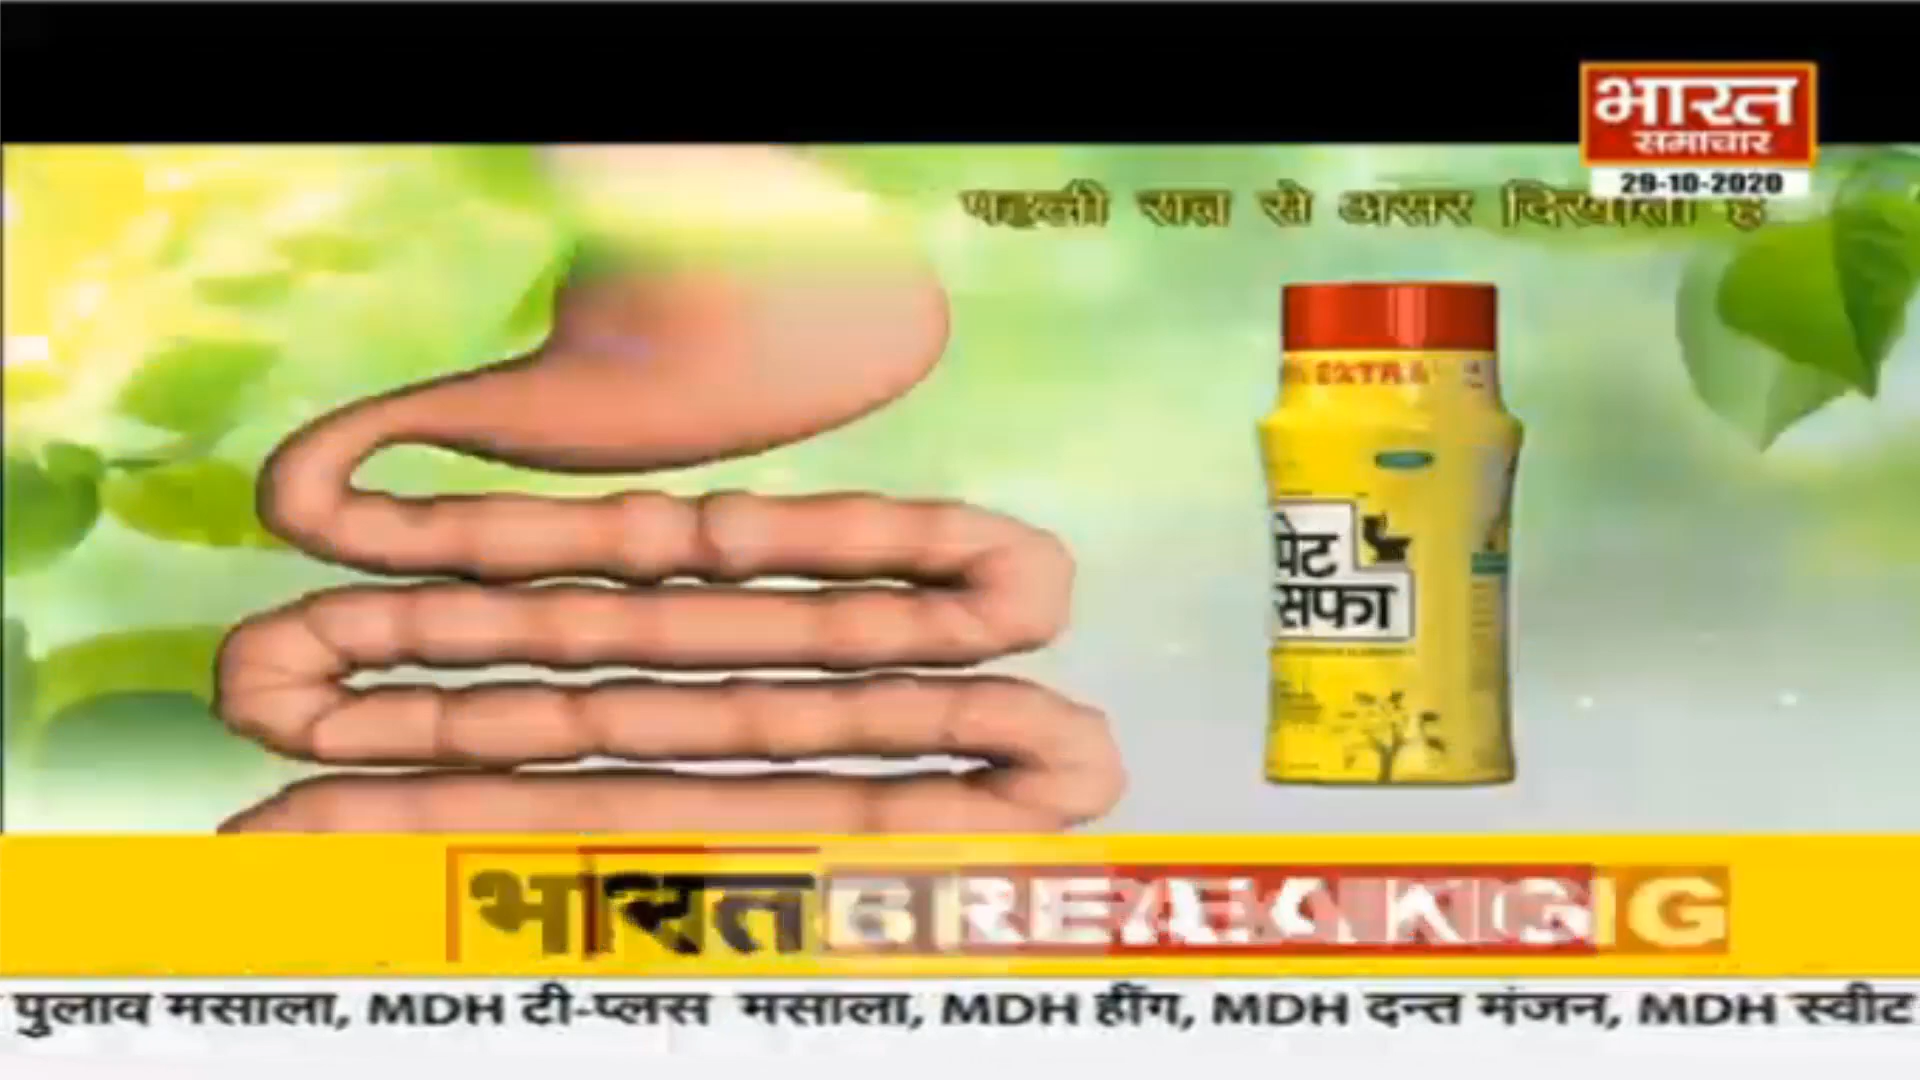 भारत
समाचार
29-10-2020
पहली रात से असर दिखाता है
EXTRA
पेट
सफा
भारत BREAKING
पुलाव मसाला, MDH टी-प्लस मसाला, MDH हींग, MDH दन्त मंजन, MDH स्वीट